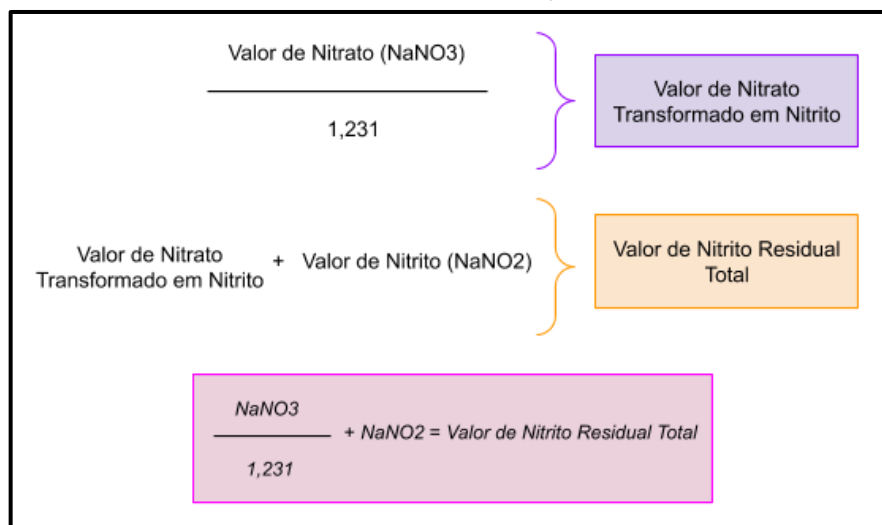 Valor de Nitrato (NaNO3)
1,231
Valor de Nitrato
Transformado em Nitrito
Valor de Nitrato
Transformado em Nitrito
+ Valor de Nitrito (NaNO2)
Valor de Nitrito Residual
Total
NaNO3
1,231
+ NaNO2 = Valor de Nitrito Residual Total